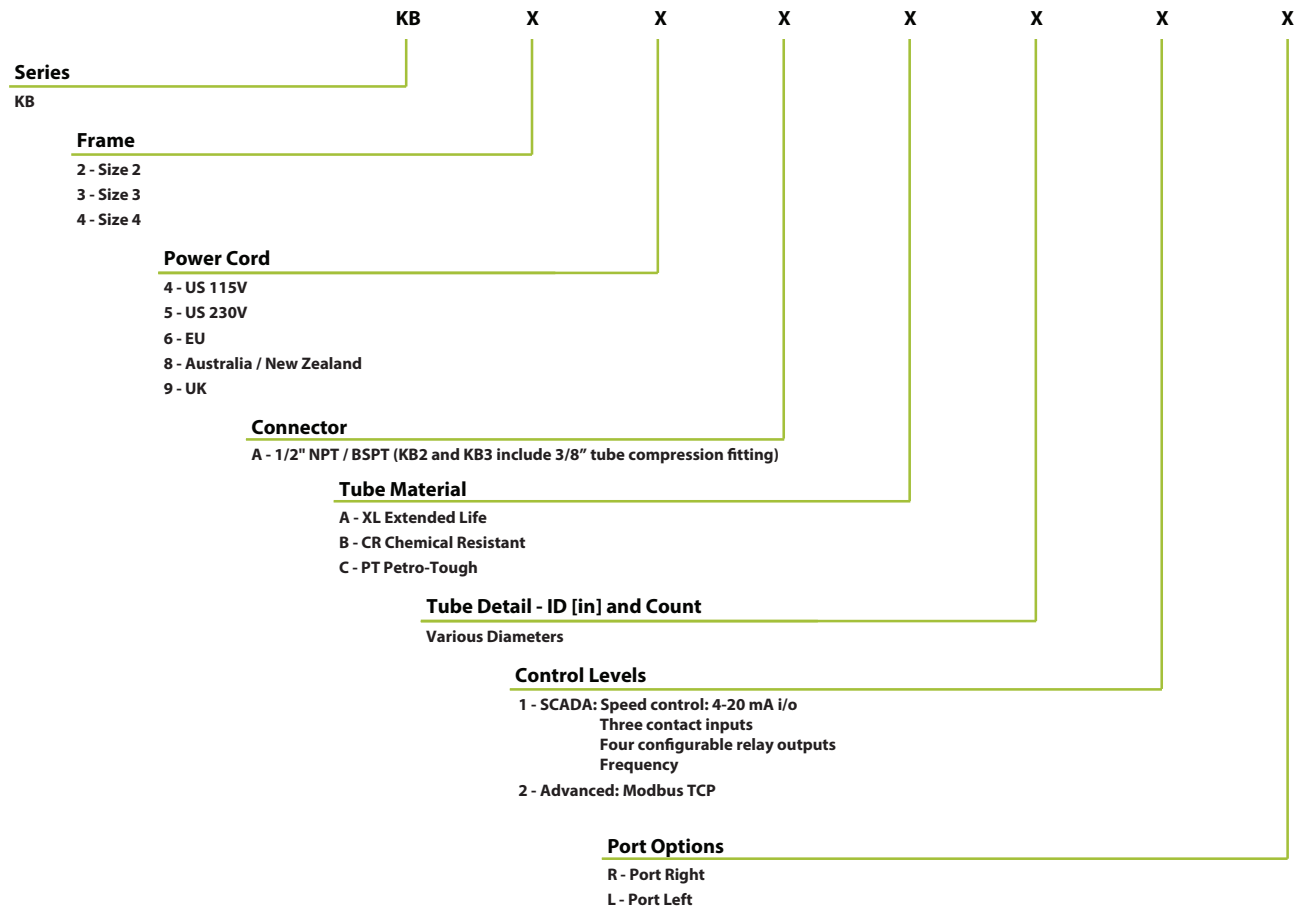 KB X X X X X X X
Series
KB
Frame
2 - Size 2
3 - Size 3
4 - Size 4
Power Cord
4 - US 115V
5 - US 230V
6 - EU
8 - Australia / New Zealand
9 - UK
Connector
A - 1/2" NPT / BSPT (KB2 and KB3 include 3/8” tube compression fitting)
Tube Material
A - XL Extended Life
B - CR Chemical Resistant
C - PT Petro-Tough
Tube Detail - ID [in] and Count
Various Diameters
Control Levels
1 - SCADA: Speed control: 4-20 mA i/o
Three contact inputs
Four configurable relay outputs
Frequency
2 - Advanced: Modbus TCP
Port Options
R - Port Right
L - Port Left